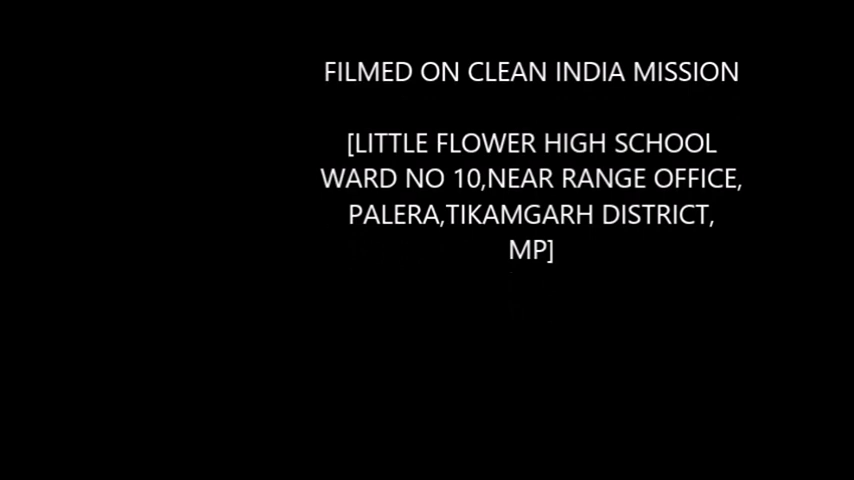 FILMED ON CLEAN INDIA MISSION
[LITTLE FLOWER HIGH SCHOOL
WARD NO 10,NEAR RANGE OFFICE,
PALERA,TIKAMGARH DISTRICT,
MP]